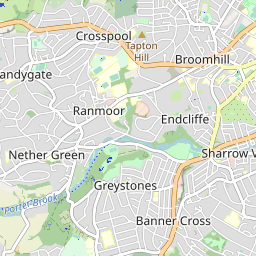 Crosspool
Tapton
Hill
Broomhill
andygate
Ranmoor
Endcliffe
Nether Green
Sharrow V
Greystones
Porter Brook
Banner Cross